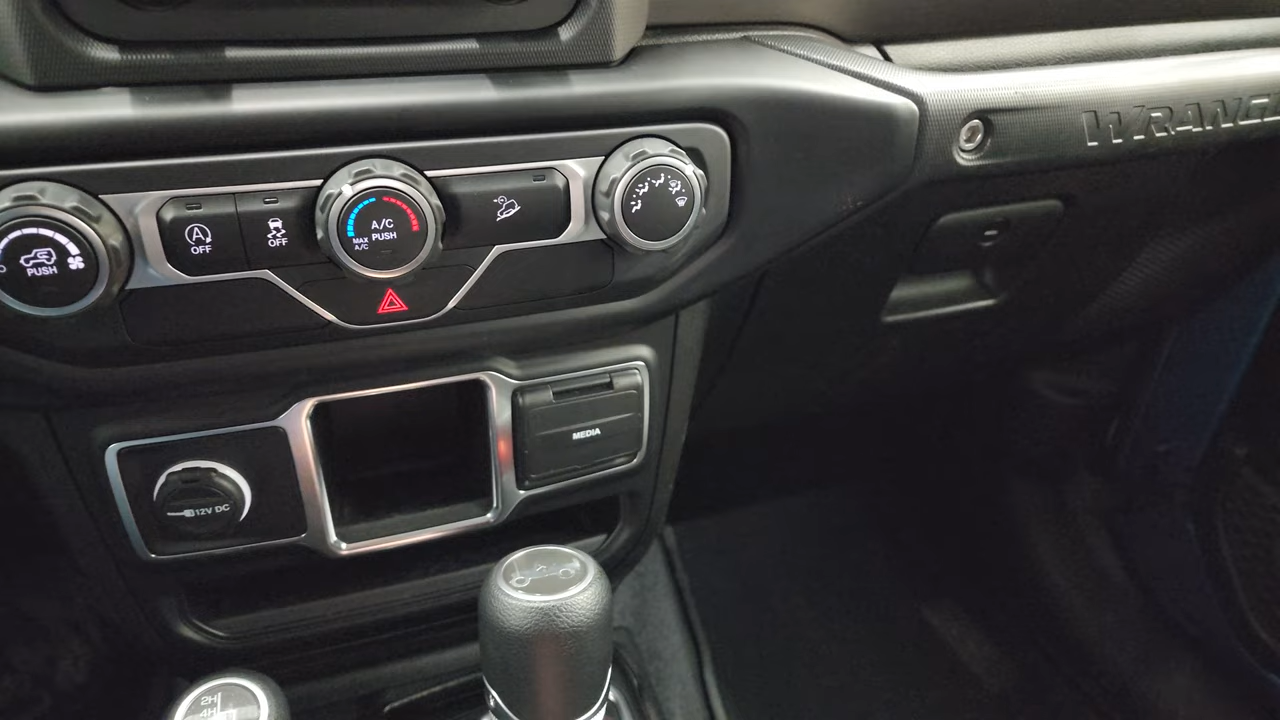 WRANG
A
OFF
OFF
A/C
MAX PUSH
A/C
PUSH
MEDIA
12V DC
2H
4H